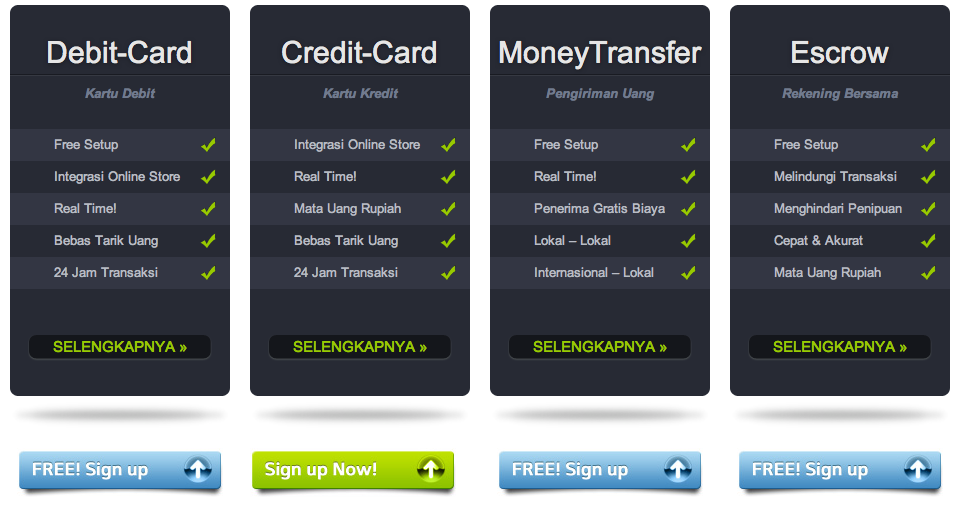 Debit-Card
Kartu Debit
Free Setup
Integrasi Online Store
Real Time!
Bebas Tarik Uang
24 Jam Transaksi
SELENGKAPNYA »
FREE! Sign up
Credit-Card
Kartu Kredit
Integrasi Online Store
Real Time!
Mata Uang Rupiah
Bebas Tarik Uang
24 Jam Transaksi
SELENGKAPNYA »
Sign up Now!
MoneyTransfer
Pengiriman Uang
Free Setup
Real Time!
Penerima Gratis Biaya
Lokal – Lokal
Internasional – Lokal
SELENGKAPNYA »
FREE! Sign up
Escrow
Rekening Bersama
Free Setup
Melindungi Transaksi
Menghindari Penipuan
Cepat & Akurat
Mata Uang Rupiah
SELENGKAPNYA »
FREE! Sign up